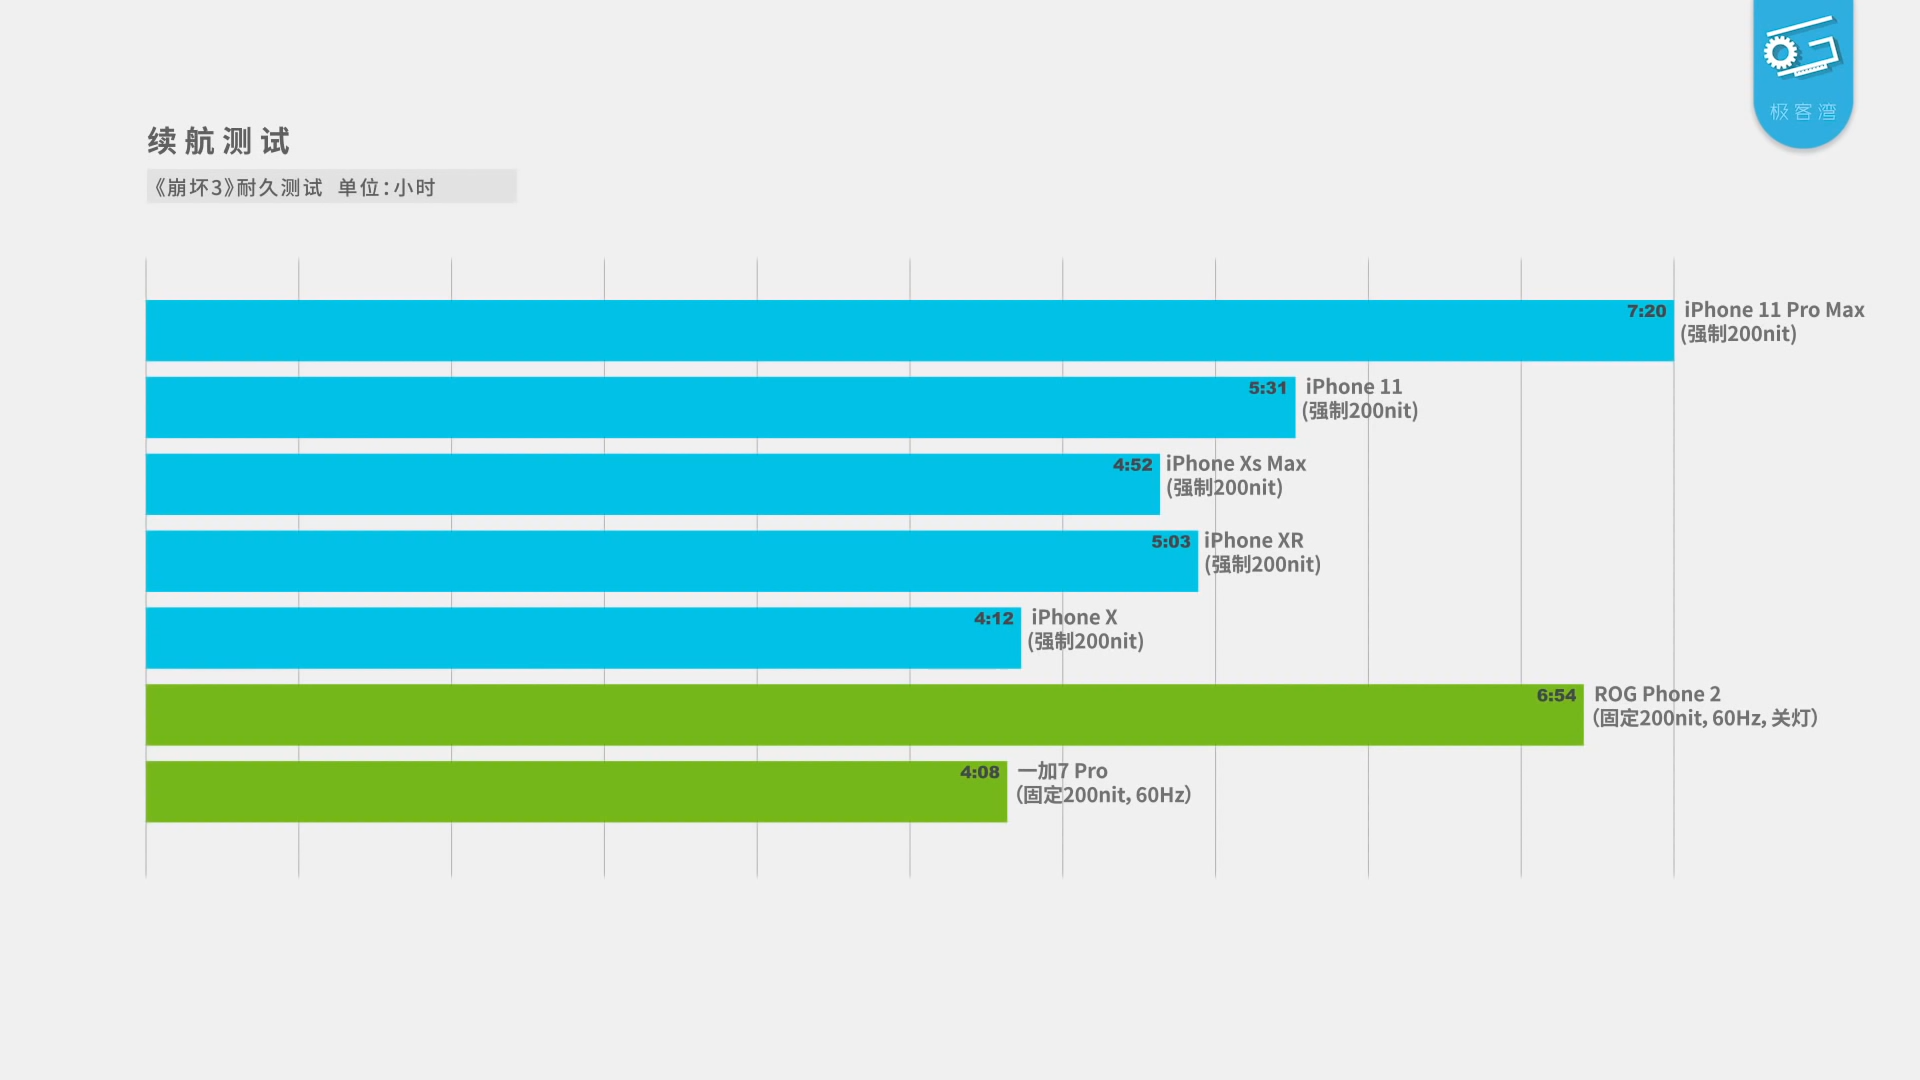 极客湾
续航测试
《崩坏3》耐久测试 单位:小时
7:20 iPhone 11 Pro Max
(强制200nit)
5:31 iPhone 11
(强制200nit)
4:52 iPhone Xs Max
(强制200nit)
5:03 iPhone XR
(强制200nit)
4:12 iPhone X
(强制200nit)
6:54 ROG Phone 2
（固定200nit, 60Hz, 关灯）
4:08 一加7 Pro
（固定200nit, 60Hz）